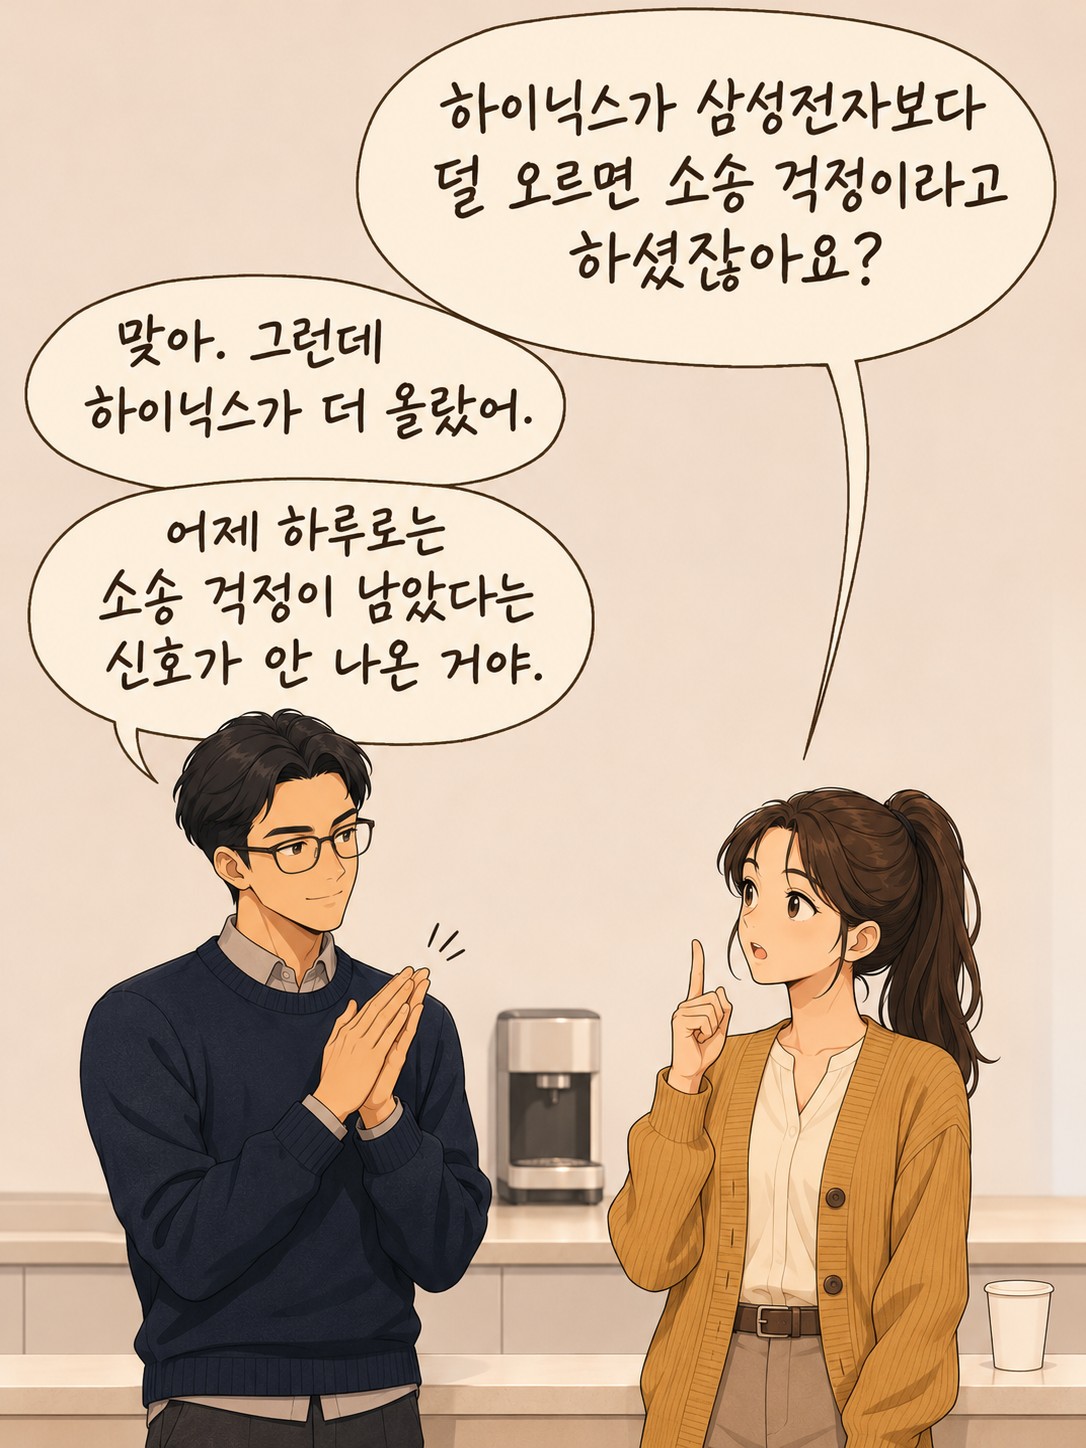 하이닉스가 삼성전자보다
덜 오르면 소송 걱정이라고
하셨잖아요?
맞아. 그런데
하이닉스가 더 올랐어.
어제 하루로는
소송 걱정이 남았다는
신호가 안 나온 거야.